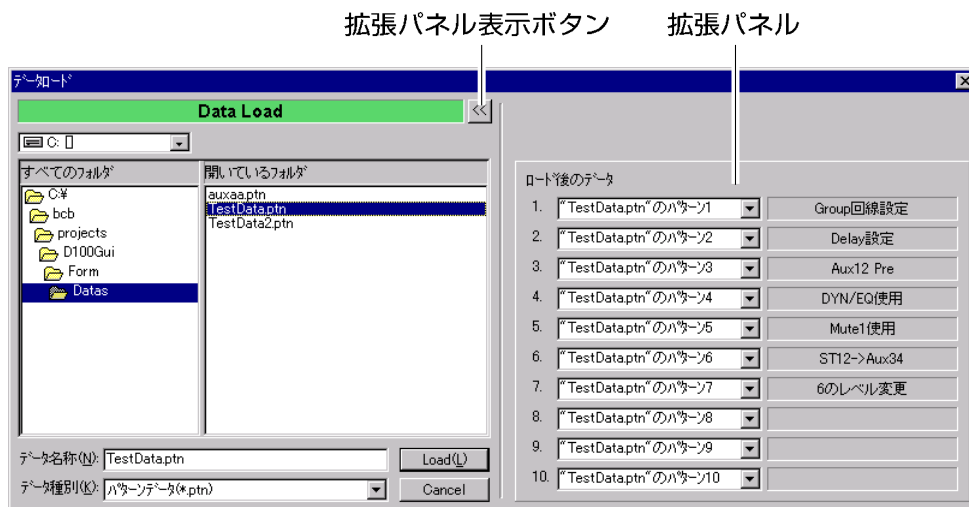 拡張パネル表示ボタン 拡張パネル
ﾃﾞｰﾀﾛｰﾄﾞ
Data Load
<<
C: []
すべてのﾌｫﾙﾀﾞ
開いているﾌｫﾙﾀﾞ
C:¥
bcb
projects
D100Gui
Form
Datas
auxaa.ptn
TestData.ptn
TestData2.ptn
ﾃﾞｰﾀ名称(N): TestData.ptn
Load(L)
ﾃﾞｰﾀ種別(K): ﾊﾟﾀｰﾝﾃﾞｰﾀ(*.ptn)
Cancel
ﾛｰﾄﾞ後のﾃﾞｰﾀ
1. "TestData.ptn"のﾊﾟﾀｰﾝ1 Group回線設定
2. "TestData.ptn"のﾊﾟﾀｰﾝ2 Delay設定
3. "TestData.ptn"のﾊﾟﾀｰﾝ3 Aux12 Pre
4. "TestData.ptn"のﾊﾟﾀｰﾝ4 DYN/EQ使用
5. "TestData.ptn"のﾊﾟﾀｰﾝ5 Mute1使用
6. "TestData.ptn"のﾊﾟﾀｰﾝ6 ST12->Aux34
7. "TestData.ptn"のﾊﾟﾀｰﾝ7 6のレベル変更
8. "TestData.ptn"のﾊﾟﾀｰﾝ8
9. "TestData.ptn"のﾊﾟﾀｰﾝ9
10. "TestData.ptn"のﾊﾟﾀｰﾝ10